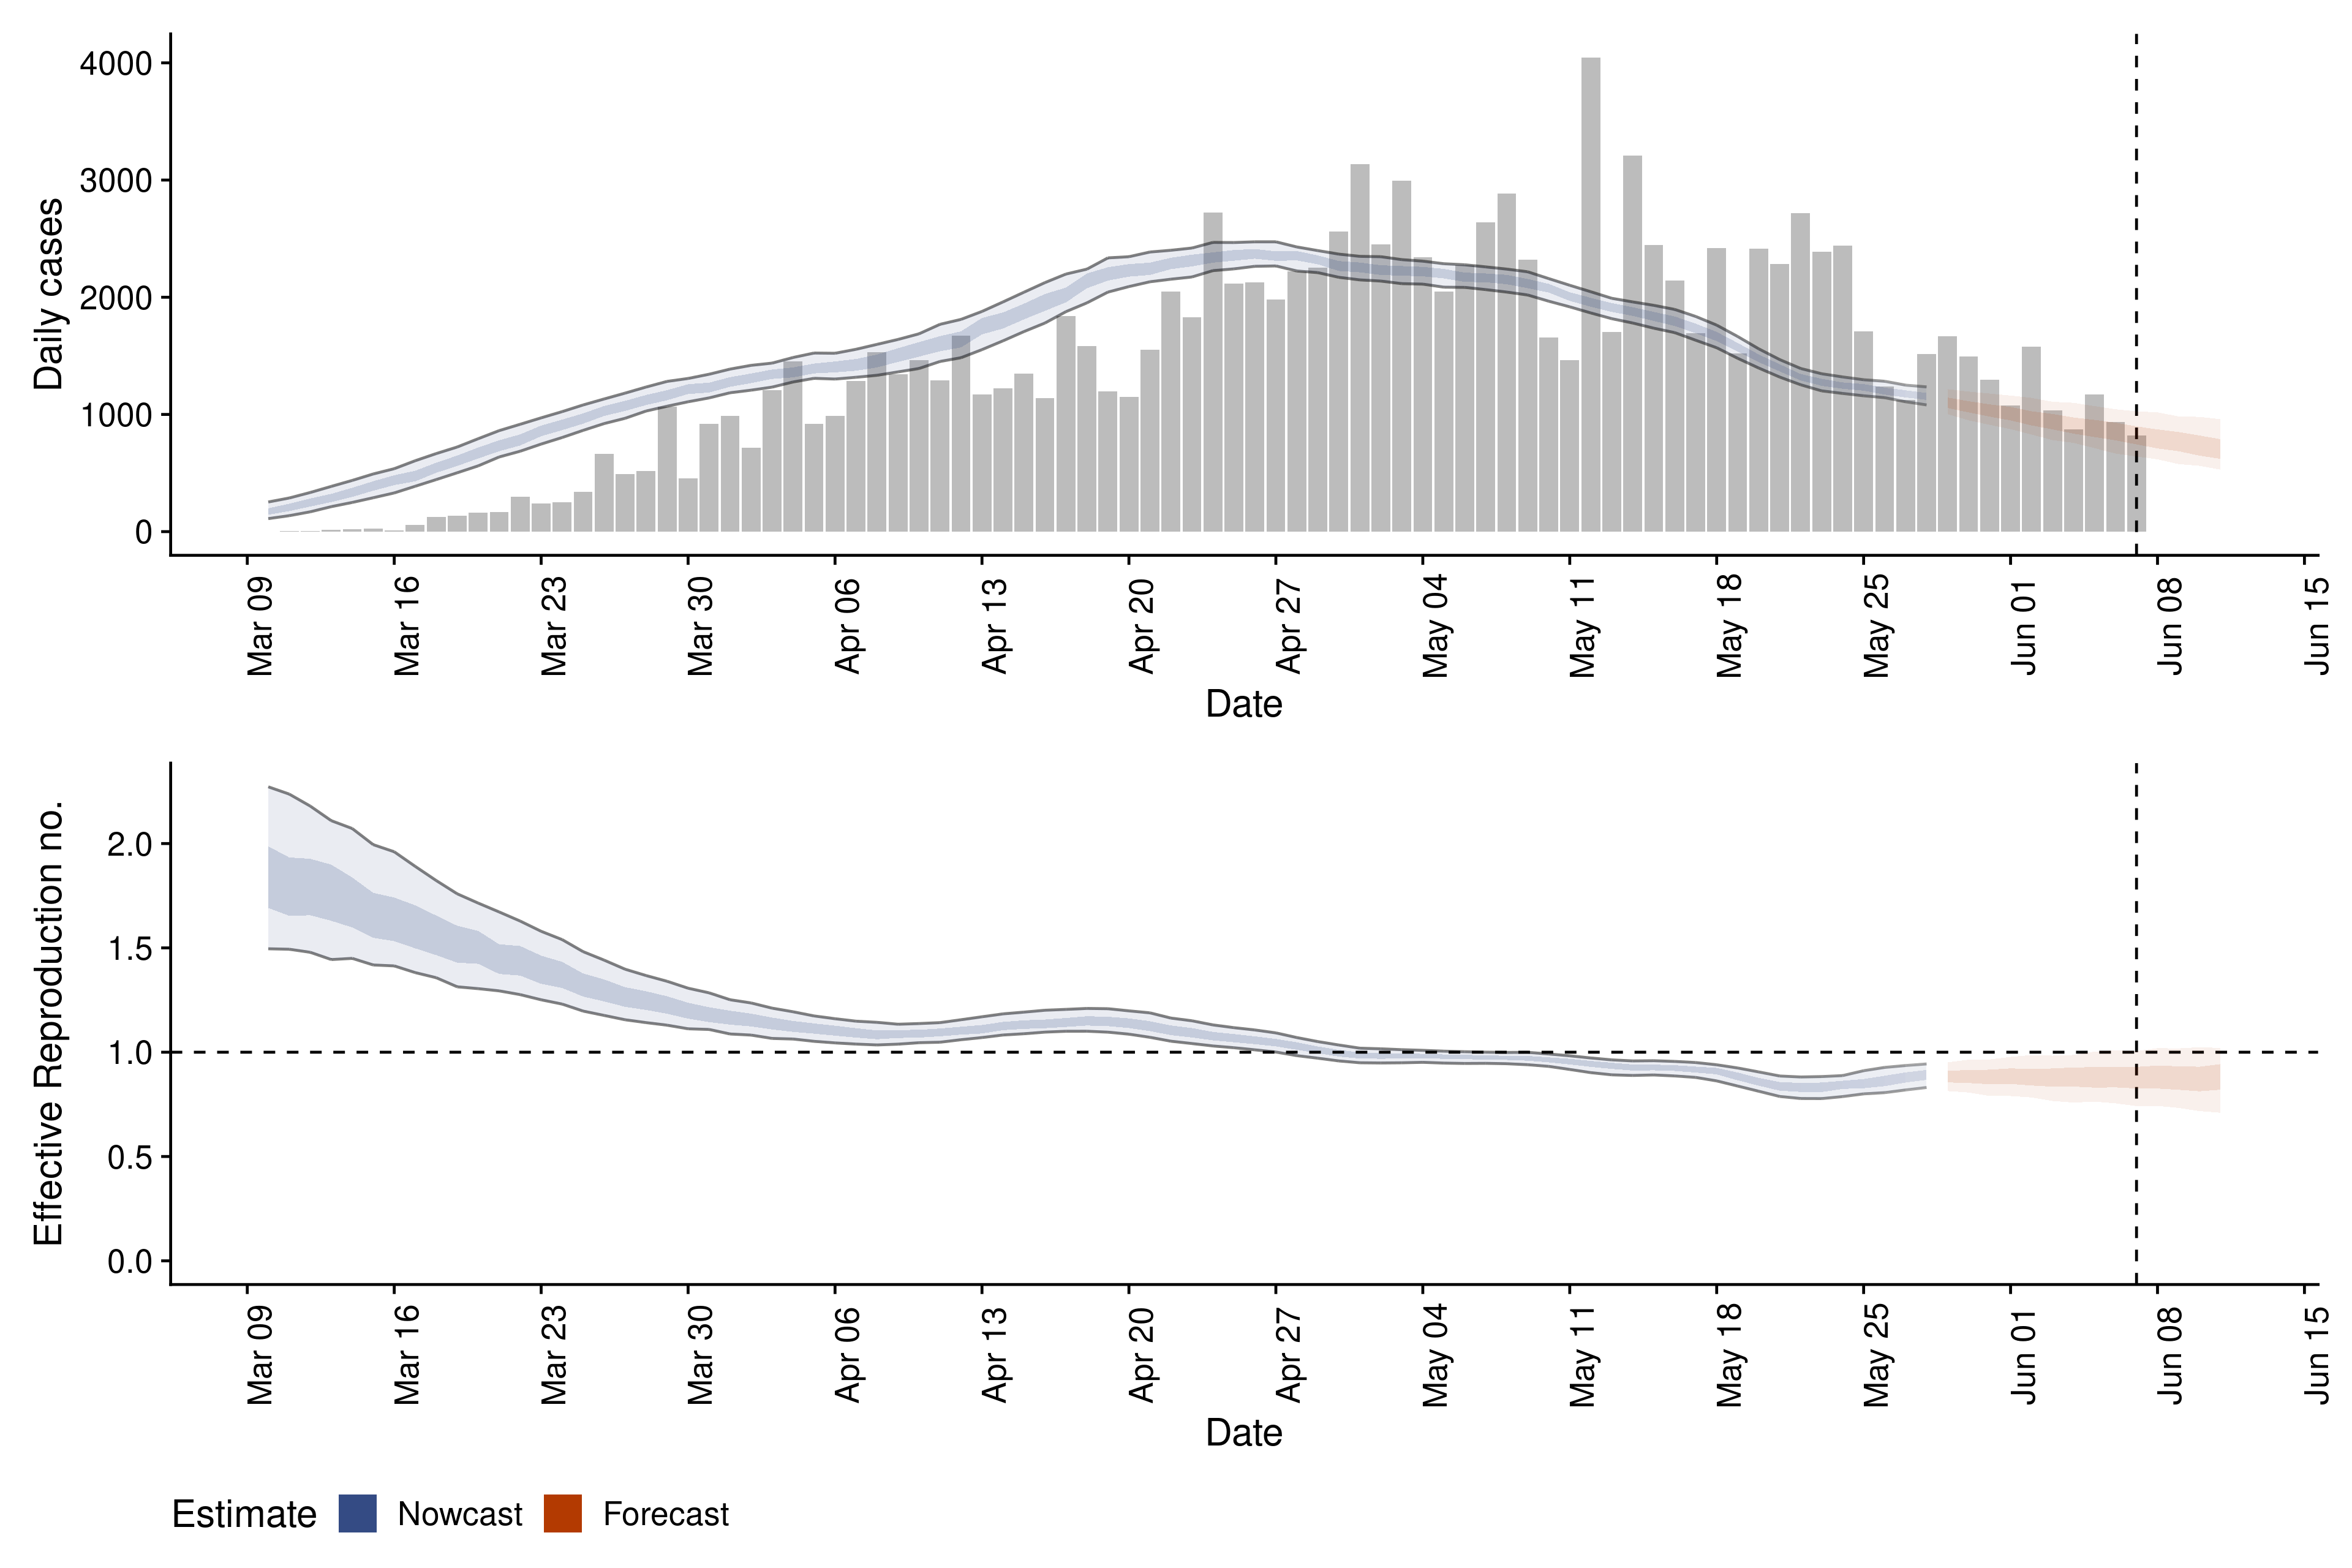 Daily cases
4000
3000
2000
1000
0
Mar 09 Mar 16 Mar 23 Mar 30 Apr 06 Apr 13 Apr 20 Apr 27 May 04 May 11 May 18 May 25 Jun 01 Jun 08 Jun 15
Date
Effective Reproduction no.
2.0
1.5
1.0
0.5
0.0
Mar 09 Mar 16 Mar 23 Mar 30 Apr 06 Apr 13 Apr 20 Apr 27 May 04 May 11 May 18 May 25 Jun 01 Jun 08 Jun 15
Date
Estimate Nowcast Forecast